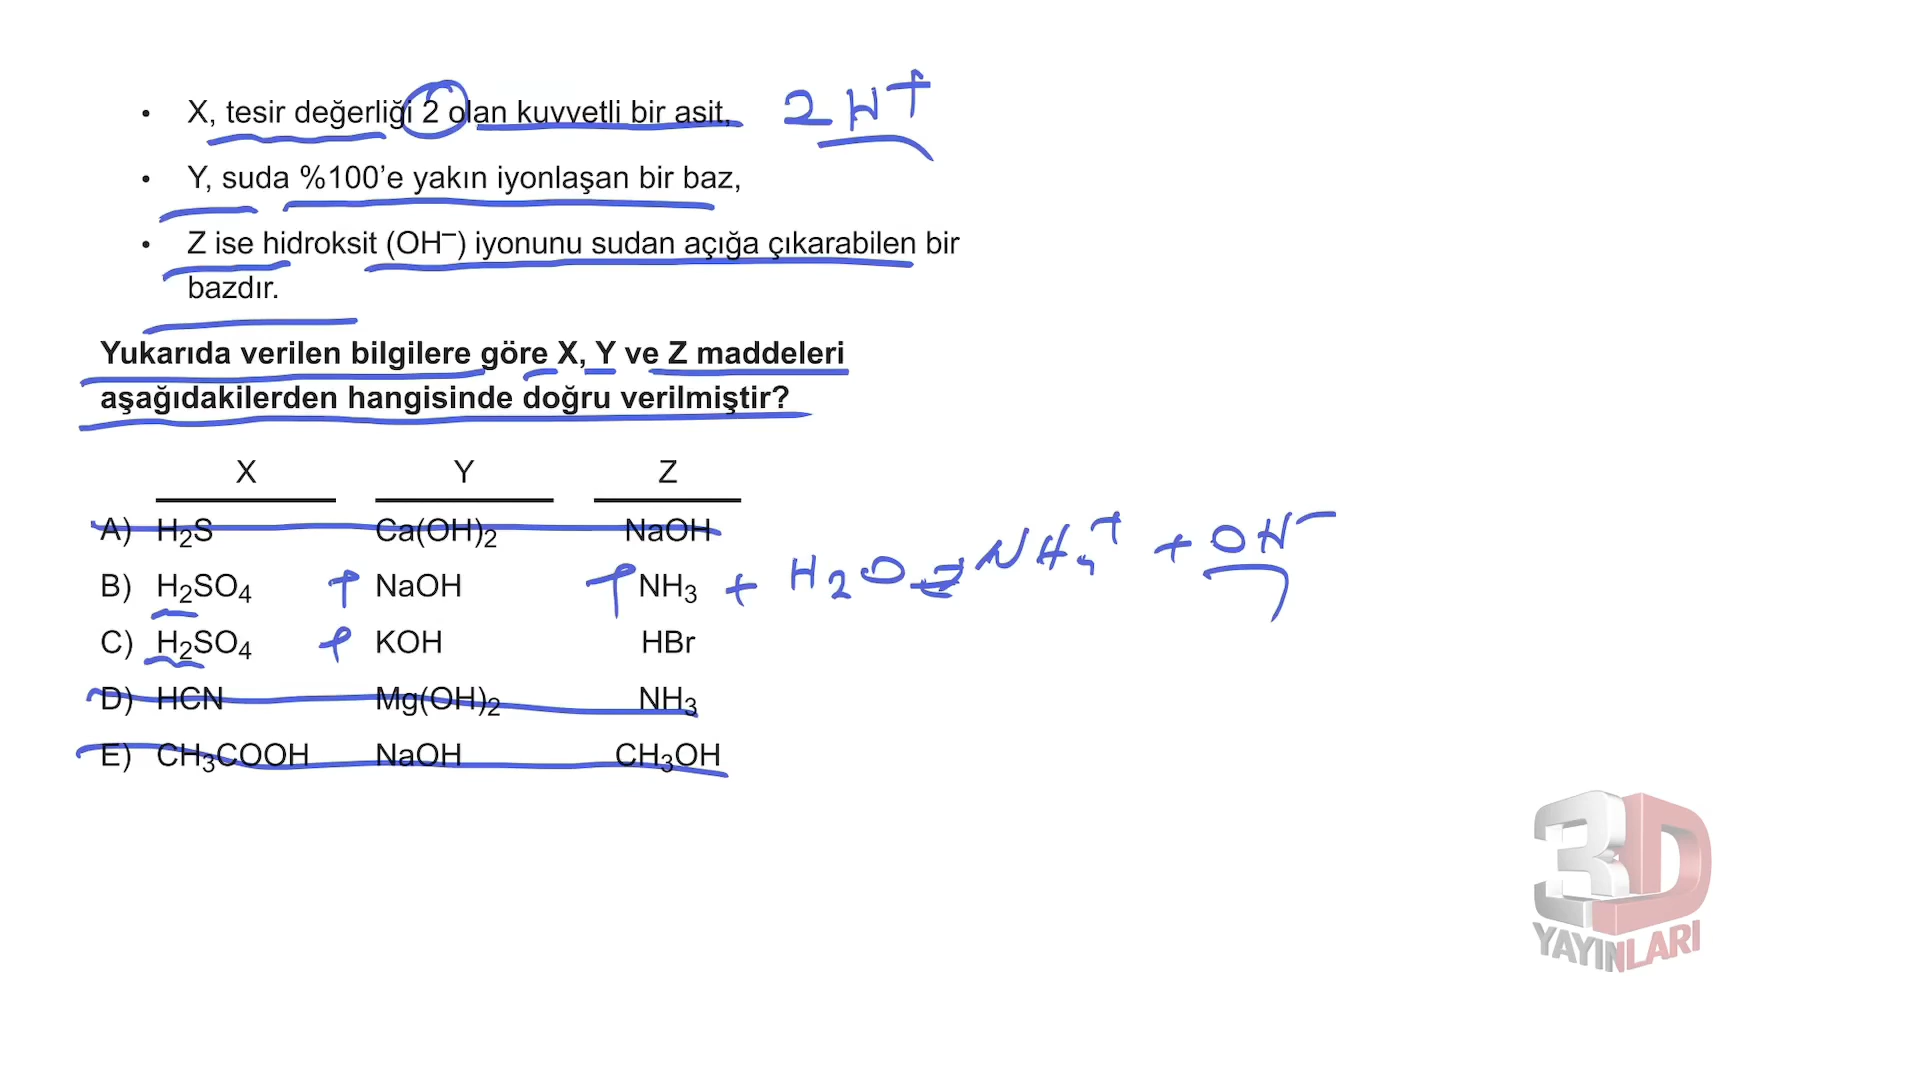 • X, tesir değerliği 2 olan kuvvetli bir asit, 2H⁺
• Y, suda %100’e yakın iyonlaşan bir baz,
• Z ise hidroksit (OH⁻) iyonunu sudan açığa çıkarabilen bir
bazdır.
Yukarıda verilen bilgilere göre X, Y ve Z maddeleri
aşağıdakilerden hangisinde doğru verilmiştir?
X Y Z
A) H₂S Ca(OH)₂ NaOH
B) H₂SO₄ NaOH NH₃ + H₂O ⇌ NH₄⁺ + OH⁻
C) H₂SO₄ KOH HBr
D) HCN Mg(OH)₂ NH₃
E) CH₃COOH NaOH CH₃OH
3D
YAYINLARI